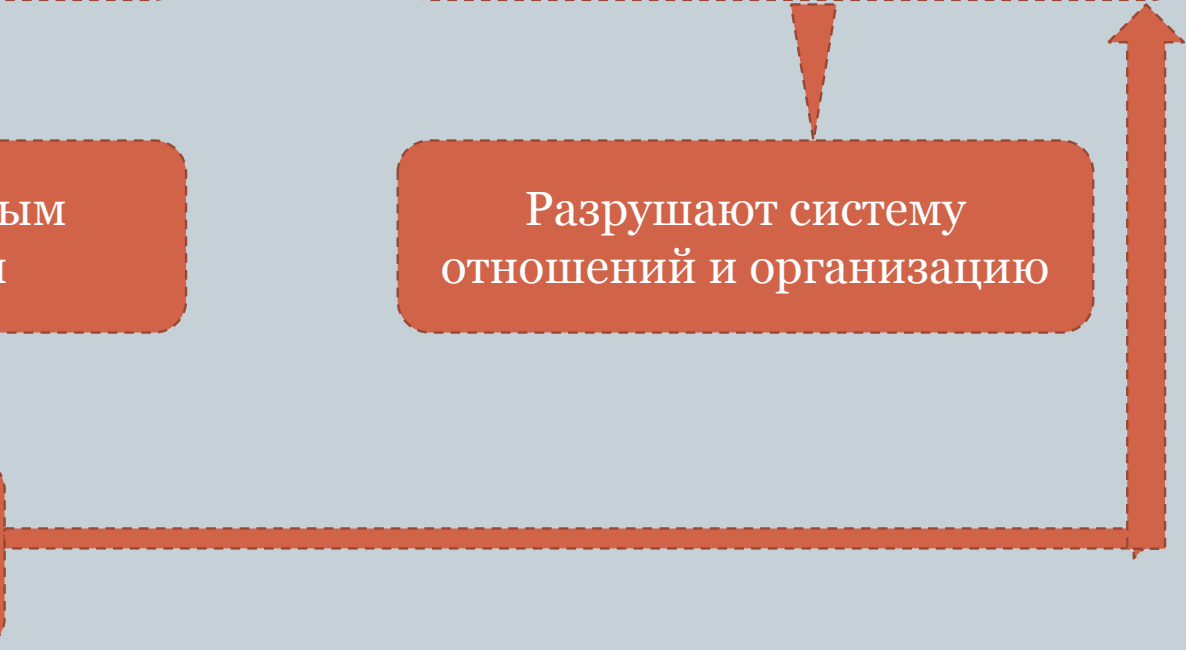 Разрушают систему
отношений и организацию